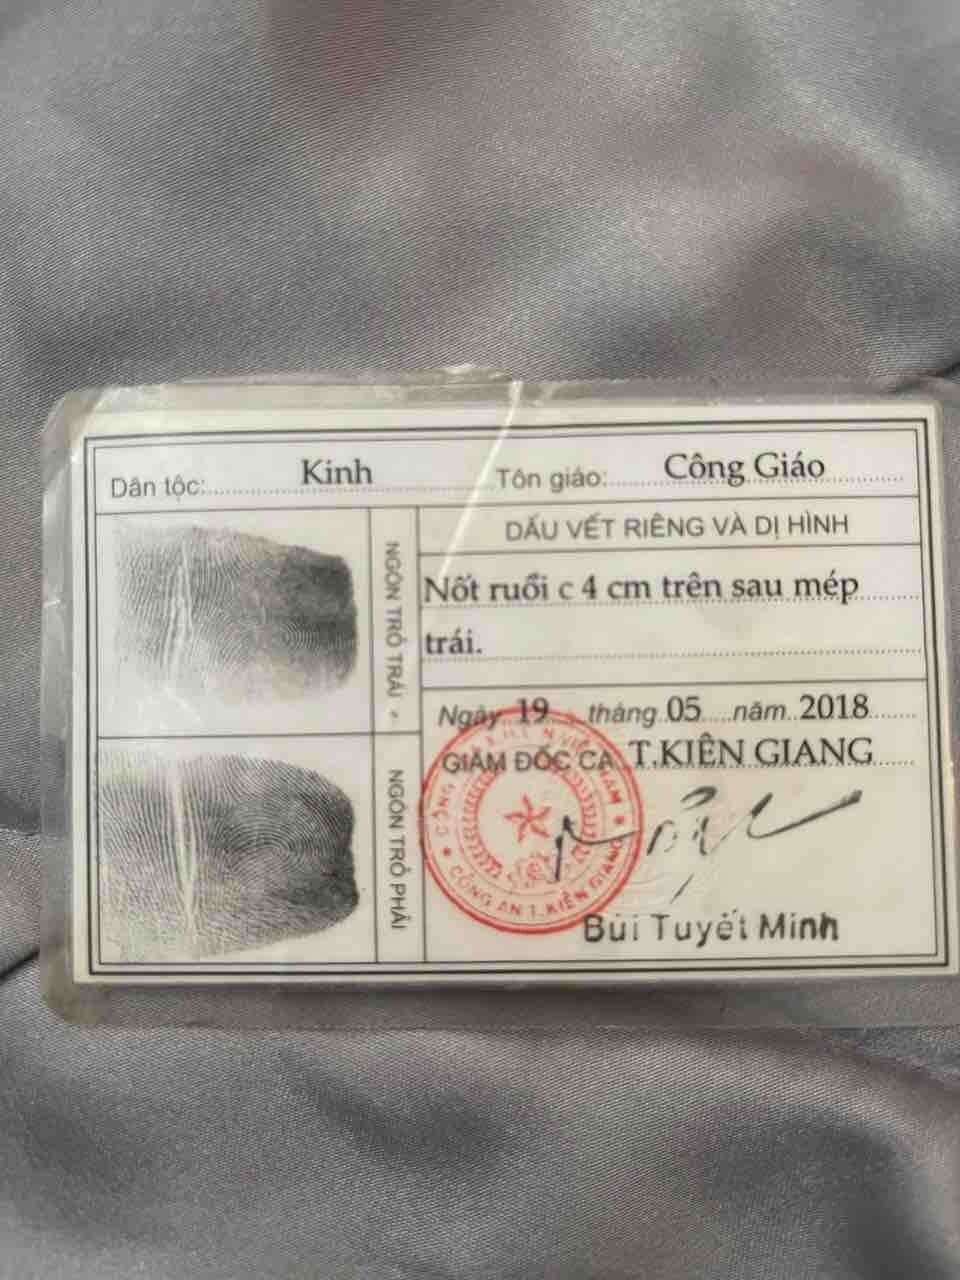 Dân tộc: Kinh Tôn giáo: Công Giáo
NGÓN TRỎ TRÁI
DẤU VẾT RIÊNG VÀ DỊ HÌNH
Nốt ruồi c 4 cm trên sau mép
trái.
Ngày 19 tháng 05 năm 2018
GIÁM ĐỐC CA T.KIÊN GIANG
NGÓN TRỎ PHẢI
CÔNG AN T. KIÊN GIANG
Bùi Tuyết Minh